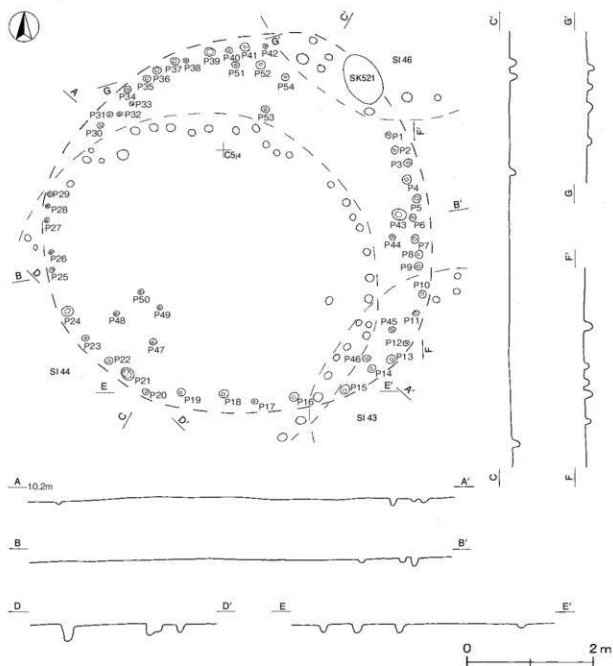 C'
C'
G'
P39
P40
P41
P42
G'
SI 46
P37
P38
P36
P51
P52
SK521
P35
P54
A
G
P34
P33
P53
P31
P32
P30
F'
P1
P2
C5j4
P3
P4
P29
P5
B'
G
P28
P43
P6
P27
P44
P7
F'
P8
P26
P9
B
D
P25
P10
P50
P24
P48
P49
P11
P45
P23
P47
P12
F
P46
P13
P22
P14
SI 44
P21
E'
A'
E
P20
P19
P18
P17
P16
P15
C
D'
SI 43
C
F
A
10.2m
A'
B
B'
D
D'
E
E'
0
2 m